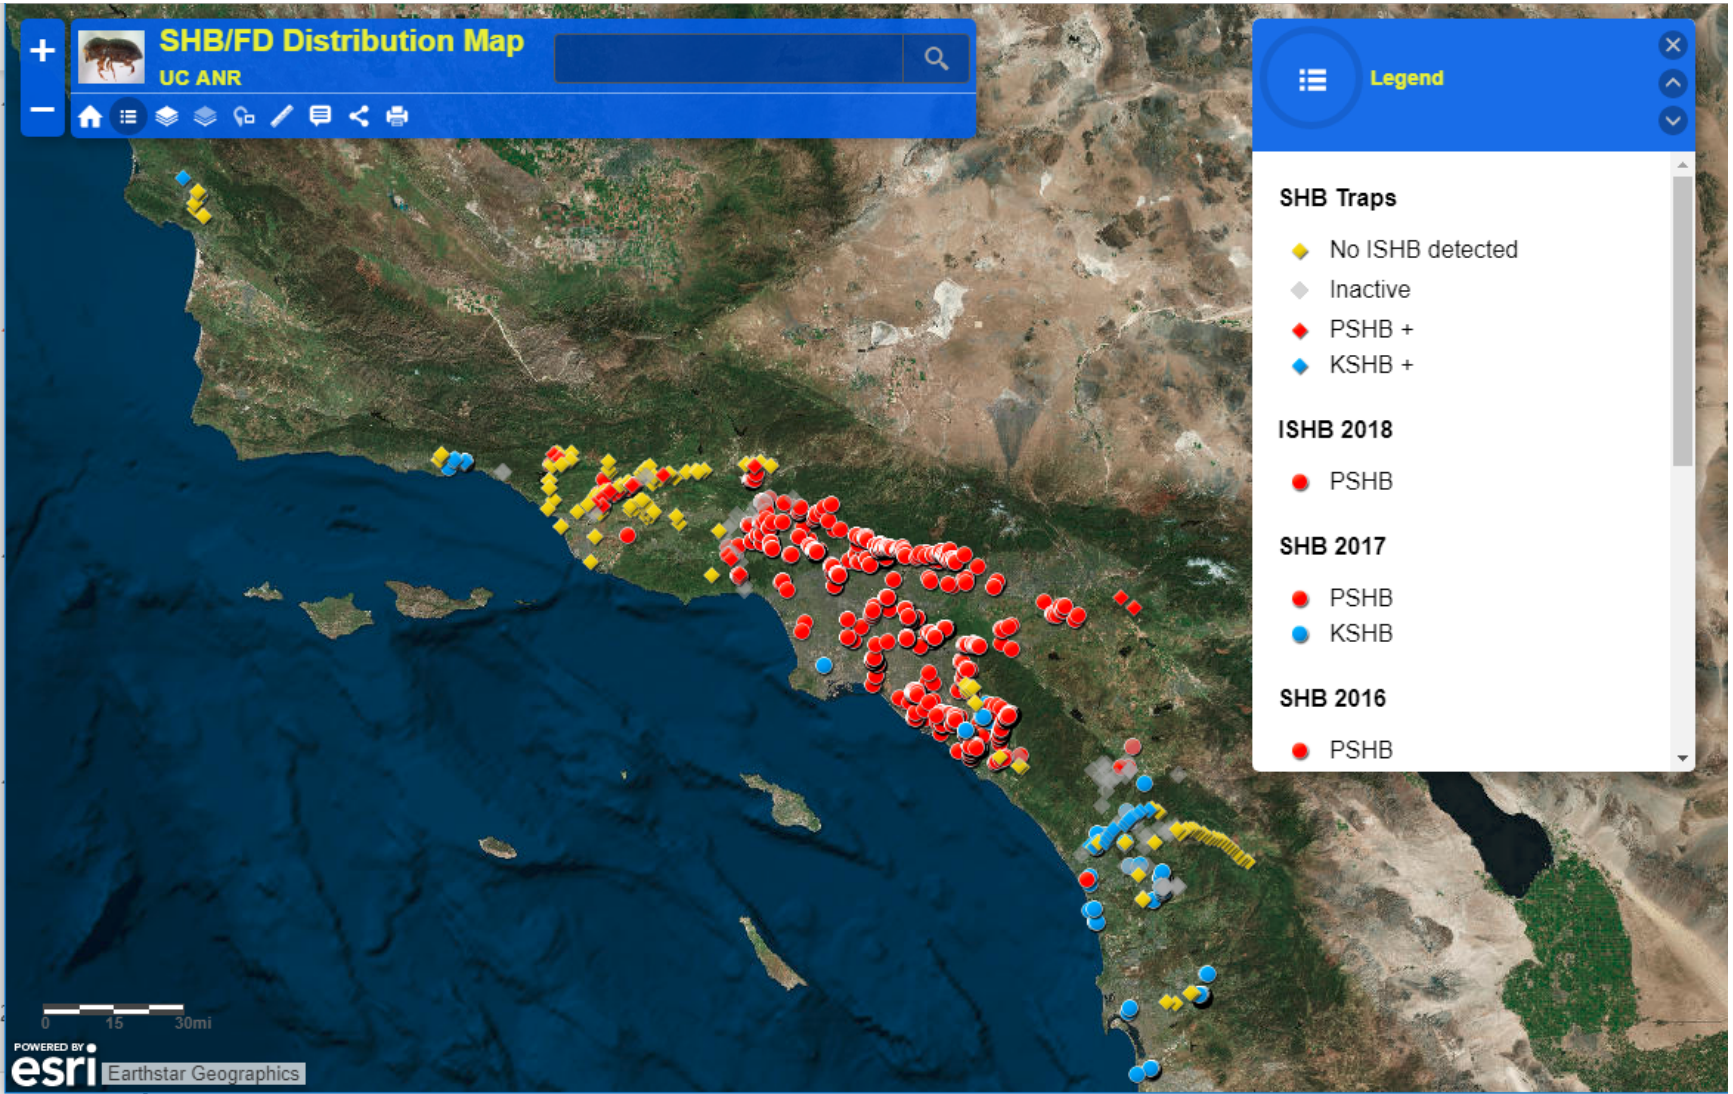 +
SHB/FD Distribution Map
UC ANR
−
Legend
SHB Traps
No ISHB detected
Inactive
PSHB +
KSHB +
ISHB 2018
PSHB
SHB 2017
PSHB
KSHB
SHB 2016
PSHB
0 15 30mi
POWERED BY
esri
Earthstar Geographics